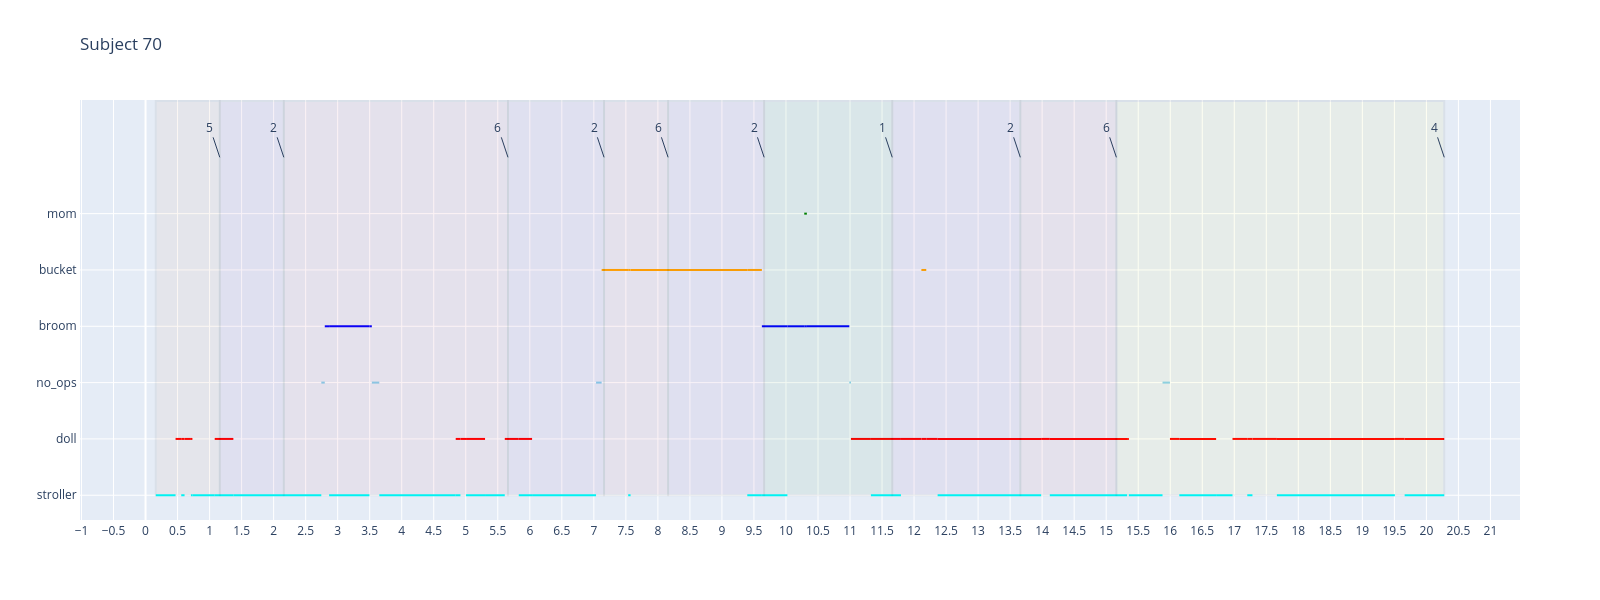 Subject 70
5 2 6 2 6 2 1 2 6 4
mom
bucket
broom
no_ops
doll
stroller
−1 −0.5 0 0.5 1 1.5 2 2.5 3 3.5 4 4.5 5 5.5 6 6.5 7 7.5 8 8.5 9 9.5 10 10.5 11 11.5 12 12.5 13 13.5 14 14.5 15 15.5 16 16.5 17 17.5 18 18.5 19 19.5 20 20.5 21